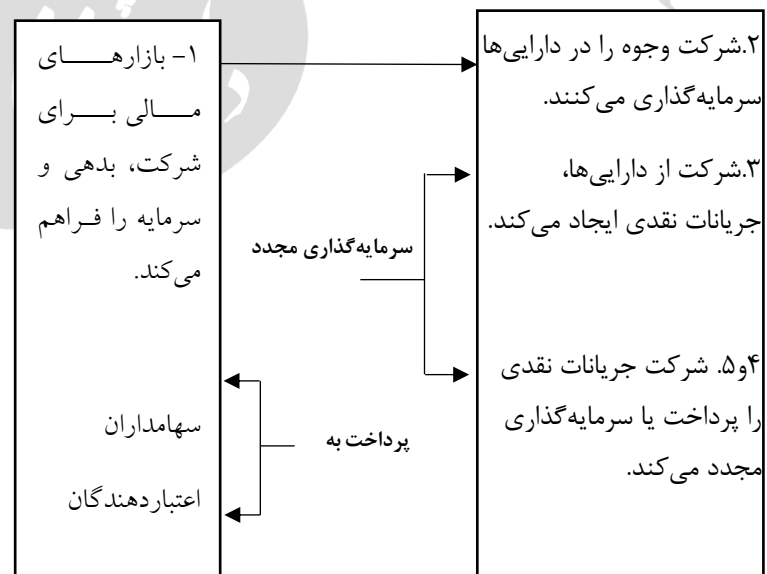 ۲.شرکت وجوه را در دارایی‌ها
سرمایه‌گذاری می‌کنند.
۳.شرکت از دارایی‌ها،
جریانات نقدی ایجاد می‌کند.
۴و۵. شرکت جریانات نقدی
را پرداخت یا سرمایه‌گذاری
مجدد می‌کند.
سرمایه‌گذاری مجدد
پرداخت به
۱- بازارهای
مالی برای
شرکت، بدهی و
سرمایه را فراهم
می‌کند.
سهامداران
اعتباردهندگان